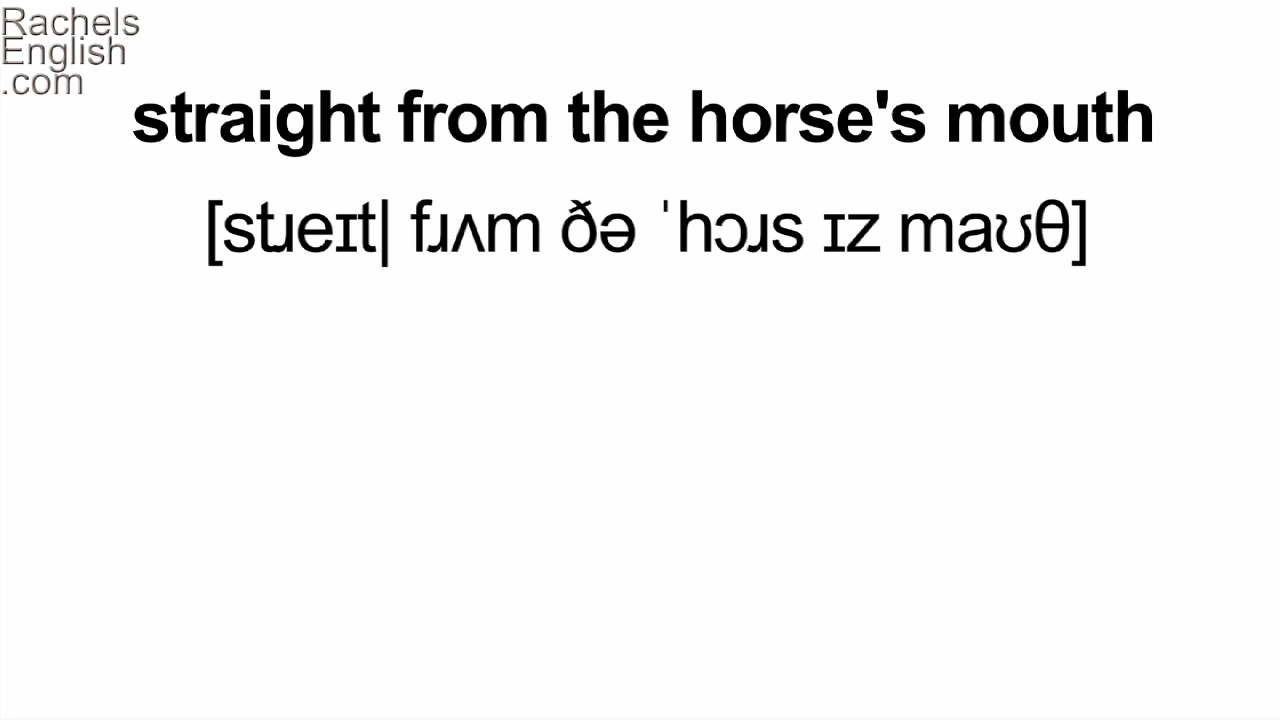 Rachels
English
.com
straight from the horse's mouth
[stɹeɪt| fɹʌm ðə ˈhɔɹs ɪz maʊθ]